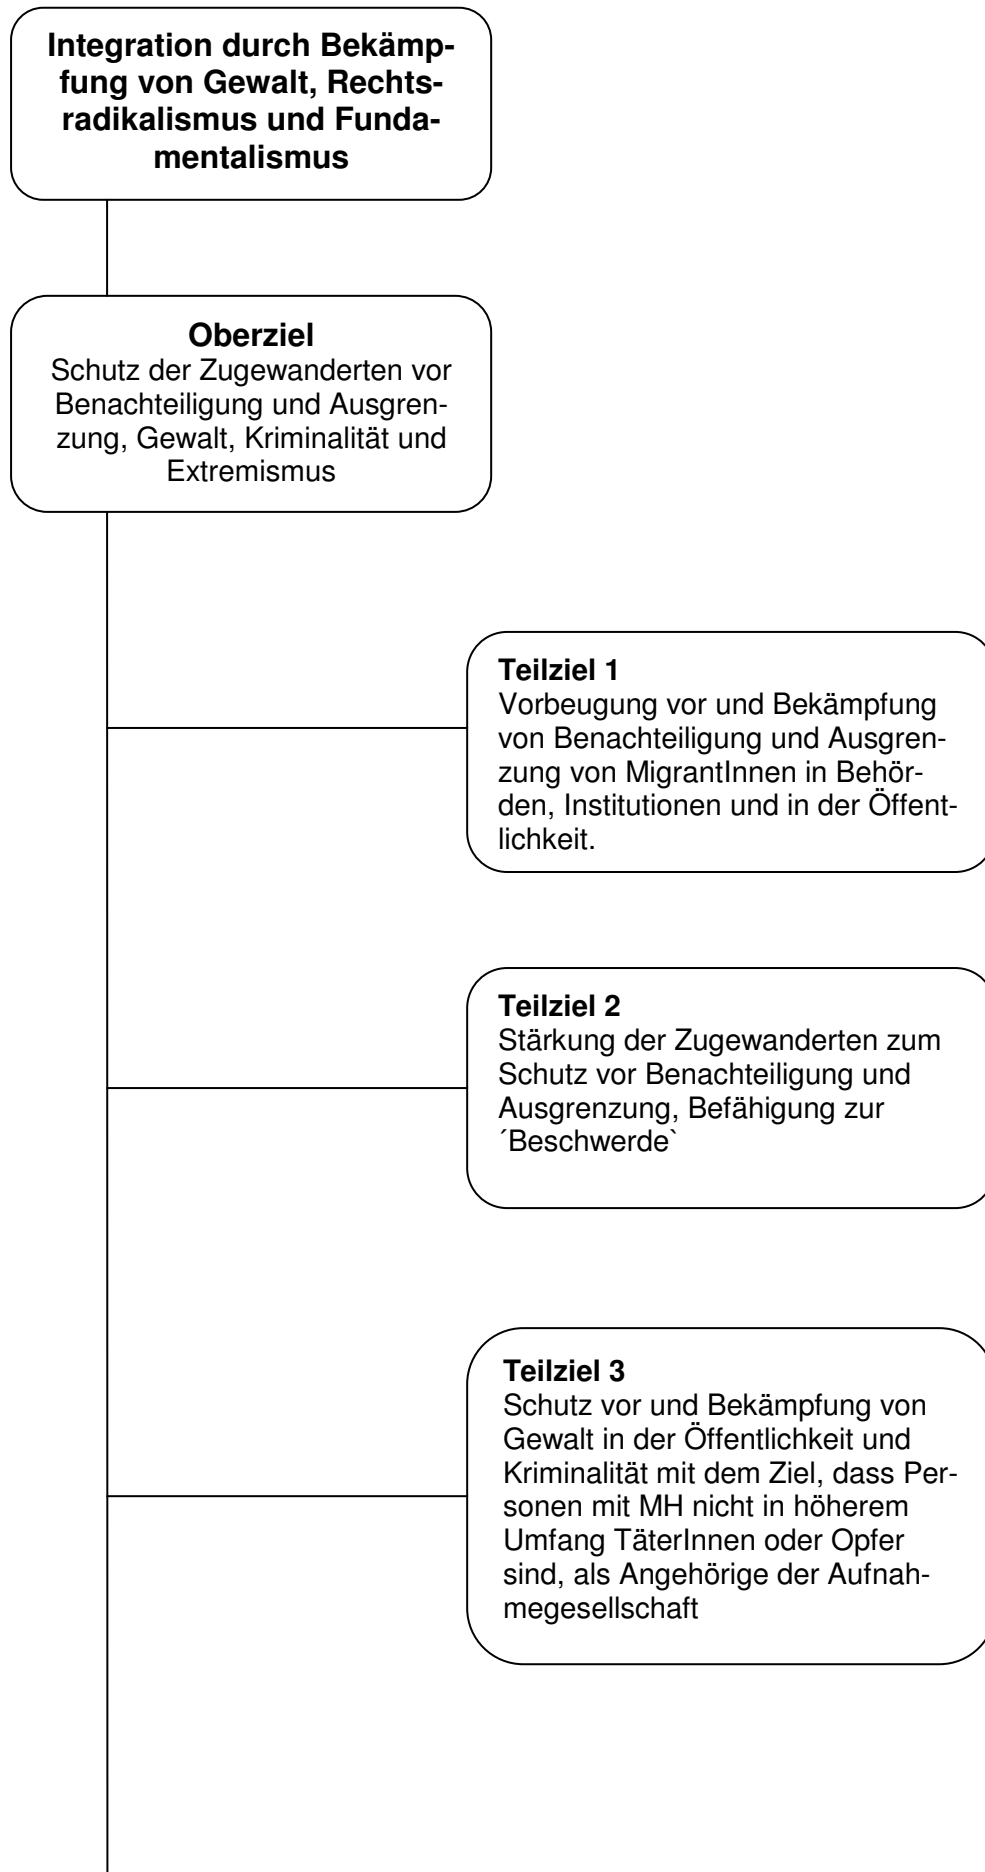 Integration durch Bekämp-
fung von Gewalt, Rechts-
radikalismus und Funda-
mentalismus
Oberziel
Schutz der Zugewanderten vor
Benachteiligung und Ausgren-
zung, Gewalt, Kriminalität und
Extremismus
Teilziel 1
Vorbeugung vor und Bekämpfung
von Benachteiligung und Ausgren-
zung von MigrantInnen in Behör-
den, Institutionen und in der Öffent-
lichkeit.
Teilziel 2
Stärkung der Zugewanderten zum
Schutz vor Benachteiligung und
Ausgrenzung, Befähigung zur
´Beschwerde`
Teilziel 3
Schutz vor und Bekämpfung von
Gewalt in der Öffentlichkeit und
Kriminalität mit dem Ziel, dass Per-
sonen mit MH nicht in höherem
Umfang TäterInnen oder Opfer
sind, als Angehörige der Aufnah-
megesellschaft